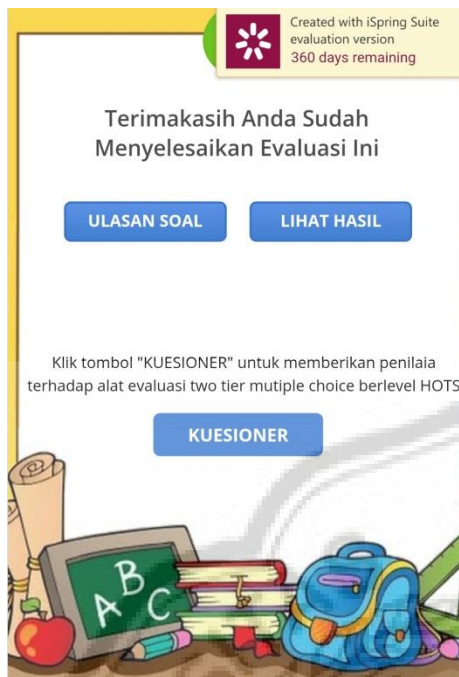 Created with iSpring Suite
evaluation version
360 days remaining
Terimakasih Anda Sudah
Menyelesaikan Evaluasi Ini
ULASAN SOAL
LIHAT HASIL
Klik tombol "KUESIONER" untuk memberikan penilaia
terhadap alat evaluasi two tier mutiple choice berlevel HOTS
KUESIONER
A B C